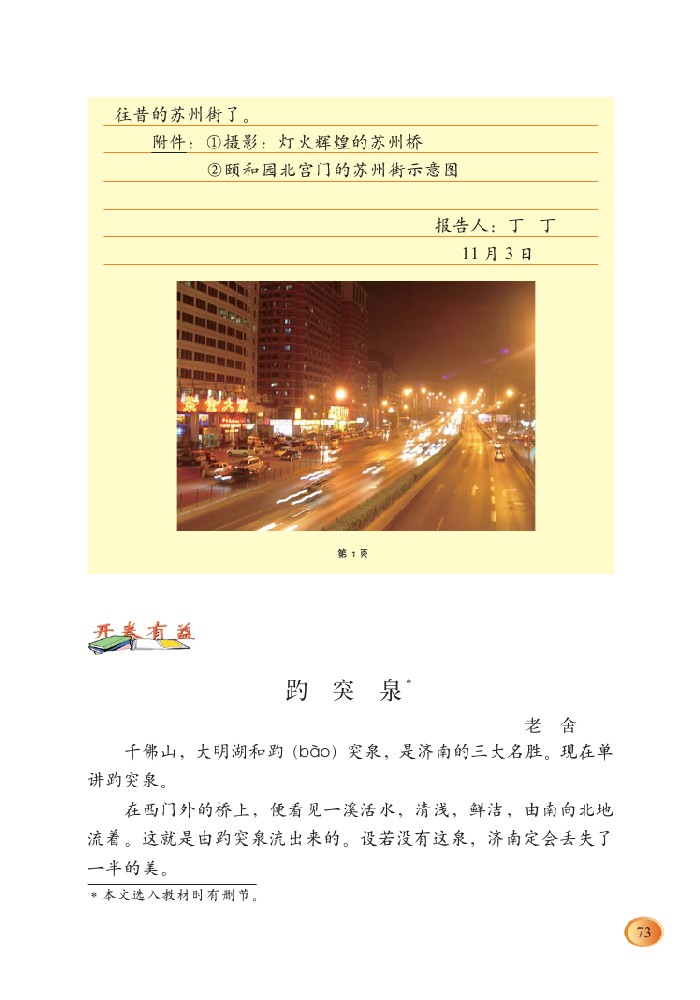 往昔的苏州街了。
附件：①摄影：灯火辉煌的苏州桥
②颐和园北宫门的苏州街示意图
报告人：丁 丁
11月3日
第 1 页
开卷有益
趵 突 泉*
老 舍
千佛山，大明湖和趵（bào）突泉，是济南的三大名胜。现在单
讲趵突泉。
在西门外的桥上，便看见一溪活水，清浅，鲜洁，由南向北地
流着。这就是由趵突泉流出来的。设若没有这泉，济南定会丢失了
一半的美。
* 本文选入教材时有删节。
73